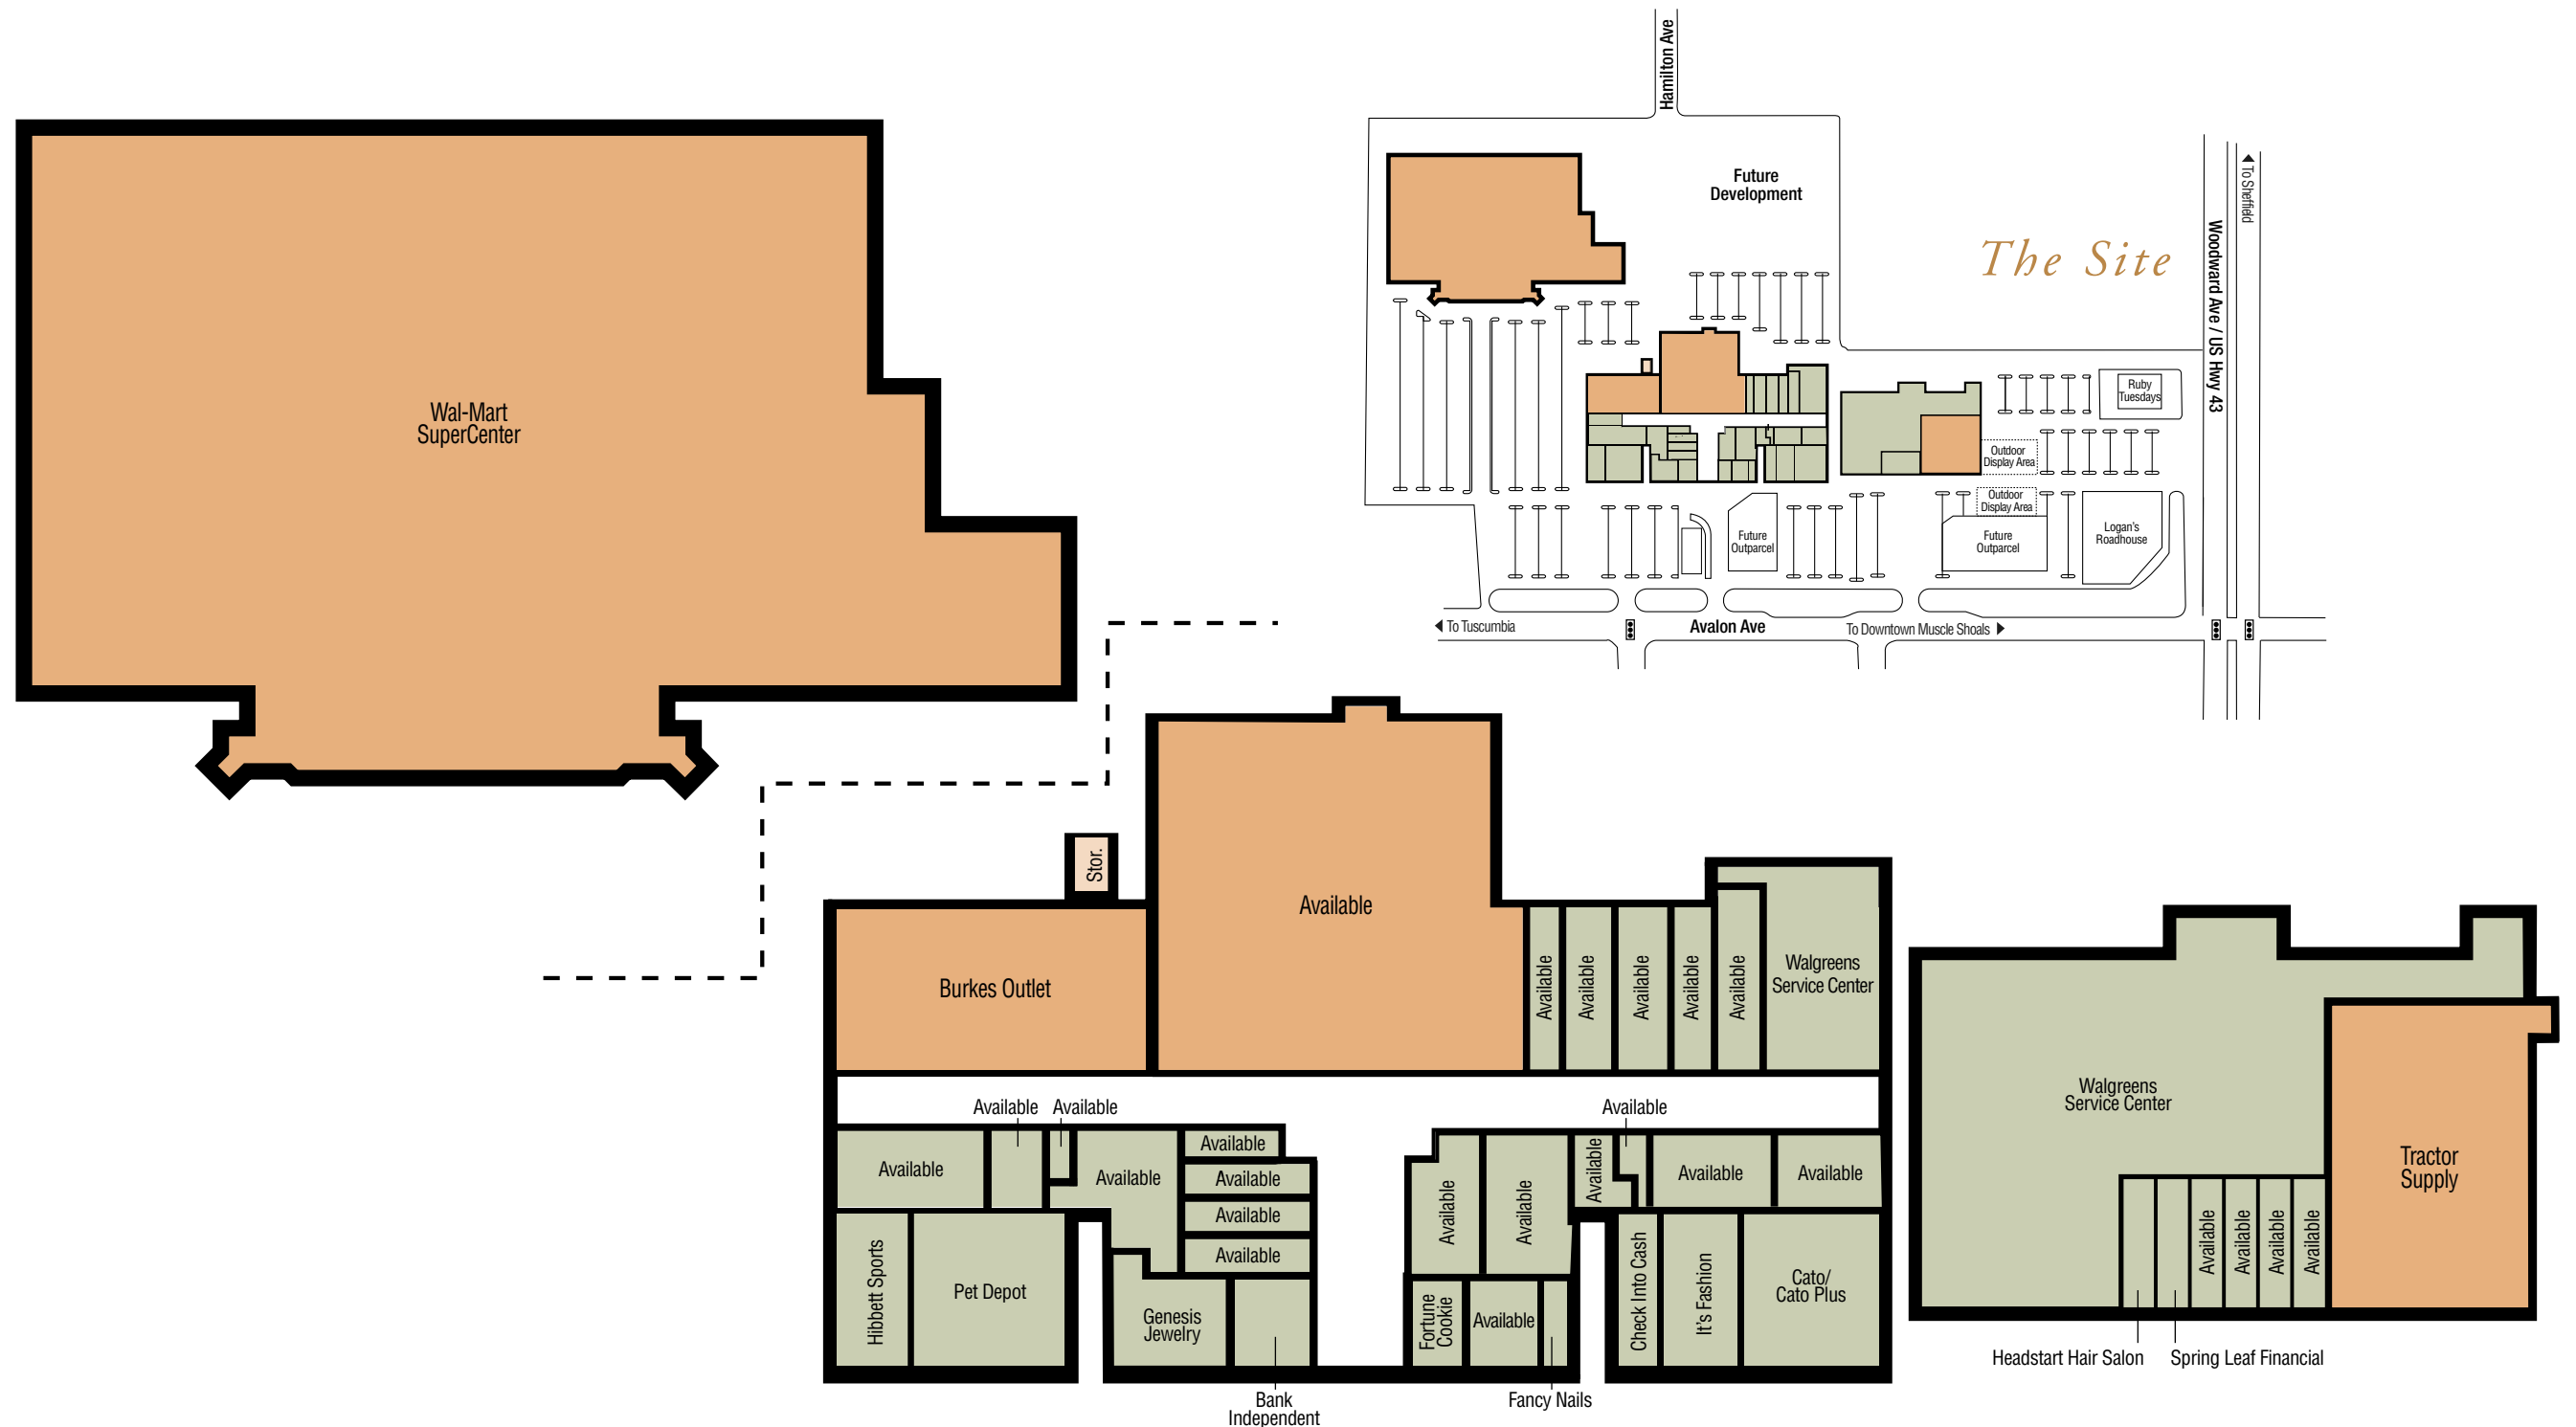 Hamilton Ave
Future
Development
The Site
To Sheffield
Woodward Ave / US Hwy 43
Ruby
Tuesdays
Outdoor
Display Area
Outdoor
Display Area
Future
Outparcel
Future
Outparcel
Logan's
Roadhouse
To Tuscumbia
Avalon Ave
To Downtown Muscle Shoals
Wal-Mart
SuperCenter
Stor.
Burkes Outlet
Available
Available
Available
Available
Available
Available
Walgreens
Service Center
Available
Available
Available
Available
Available
Available
Available
Available
Available
Hibbett Sports
Pet Depot
Genesis
Jewelry
Bank
Independent
Available
Available
Available
Available
Available
Available
Fortune
Cookie
Available
Fancy Nails
Check Into Cash
It's Fashion
Cato/
Cato Plus
Walgreens
Service Center
Tractor
Supply
Available
Available
Available
Available
Headstart Hair Salon
Spring Leaf Financial